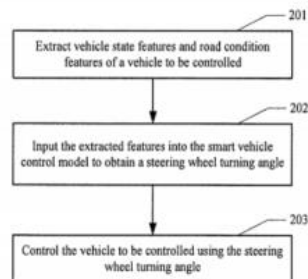 201
Extract vehicle state features and road condition
features of a vehicle to be controlled
202
Input the extracted features into the smart vehicle
control model to obtain a steering wheel turning
angle
203
Control the vehicle to be controlled using the steering
wheel turning angle